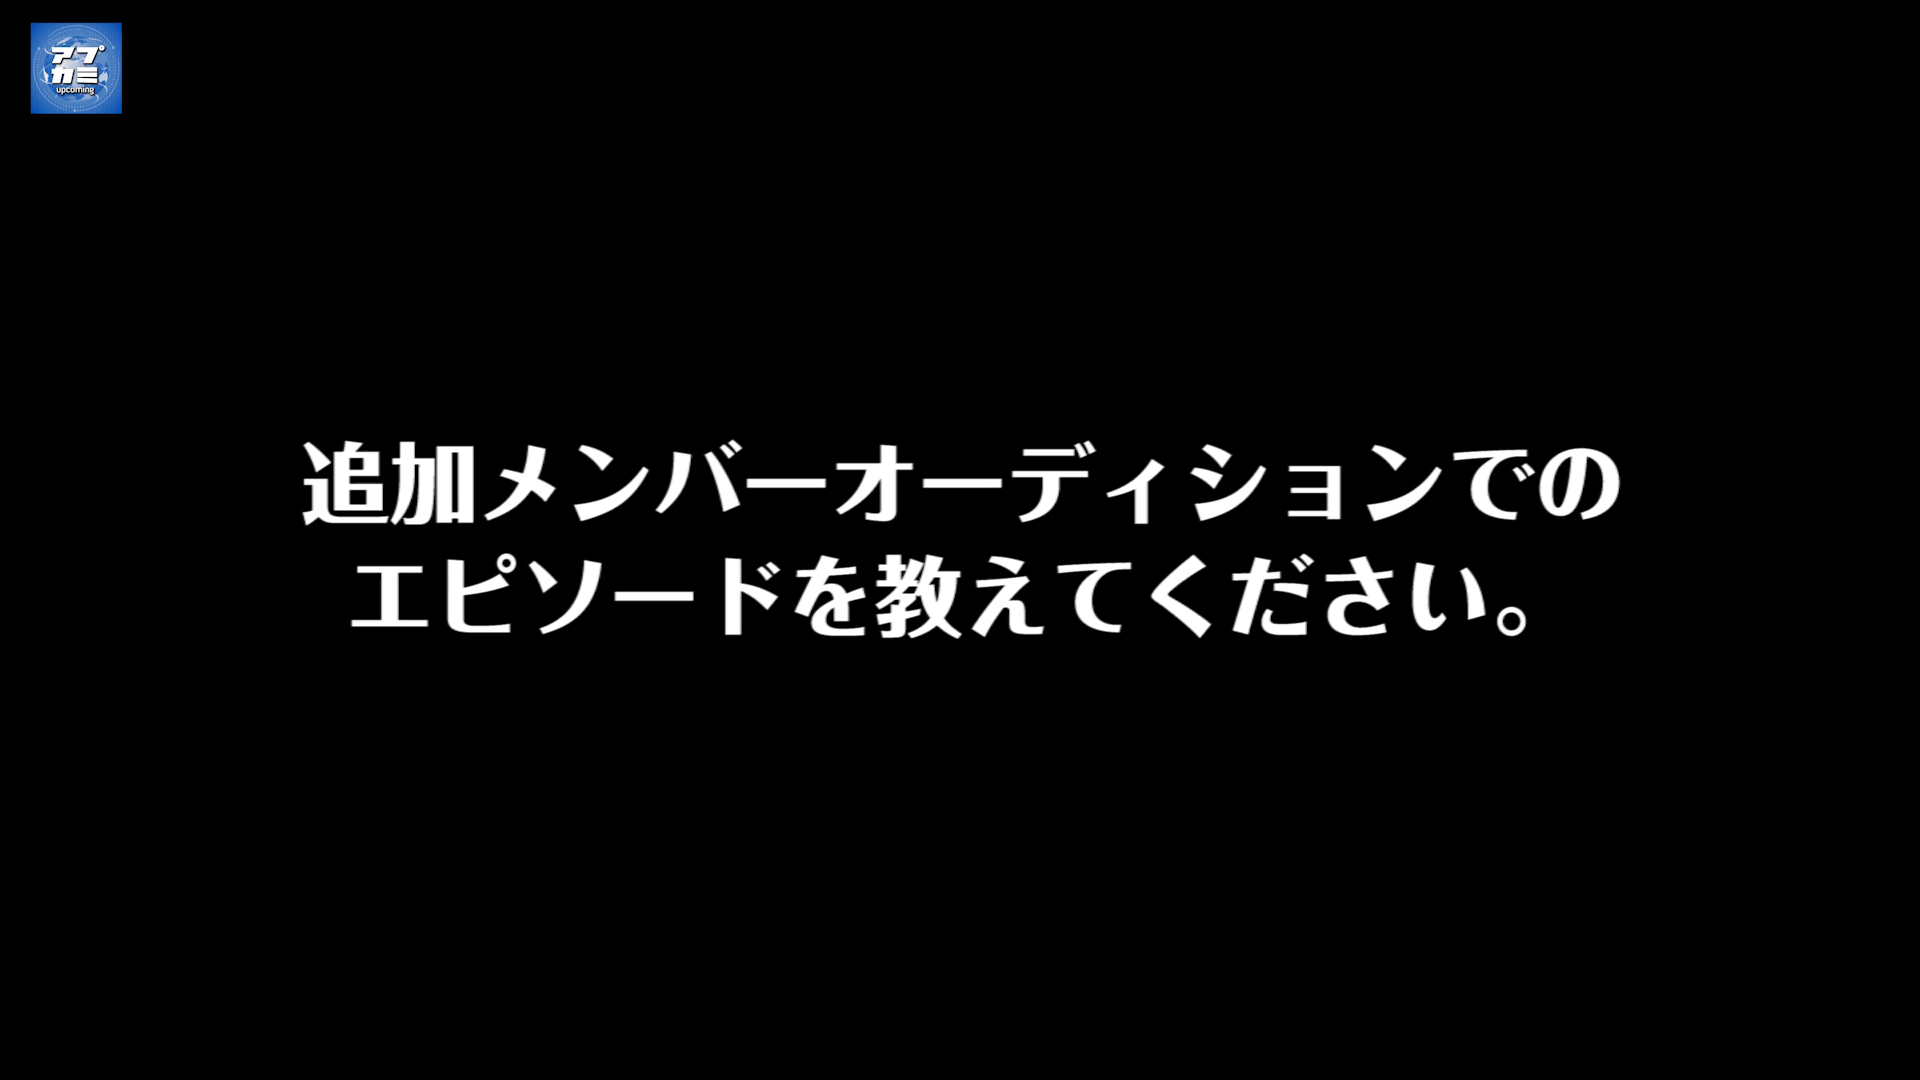 アプ
カミ
upcoming
追加メンバーオーディションでの
エピソードを教えてください。